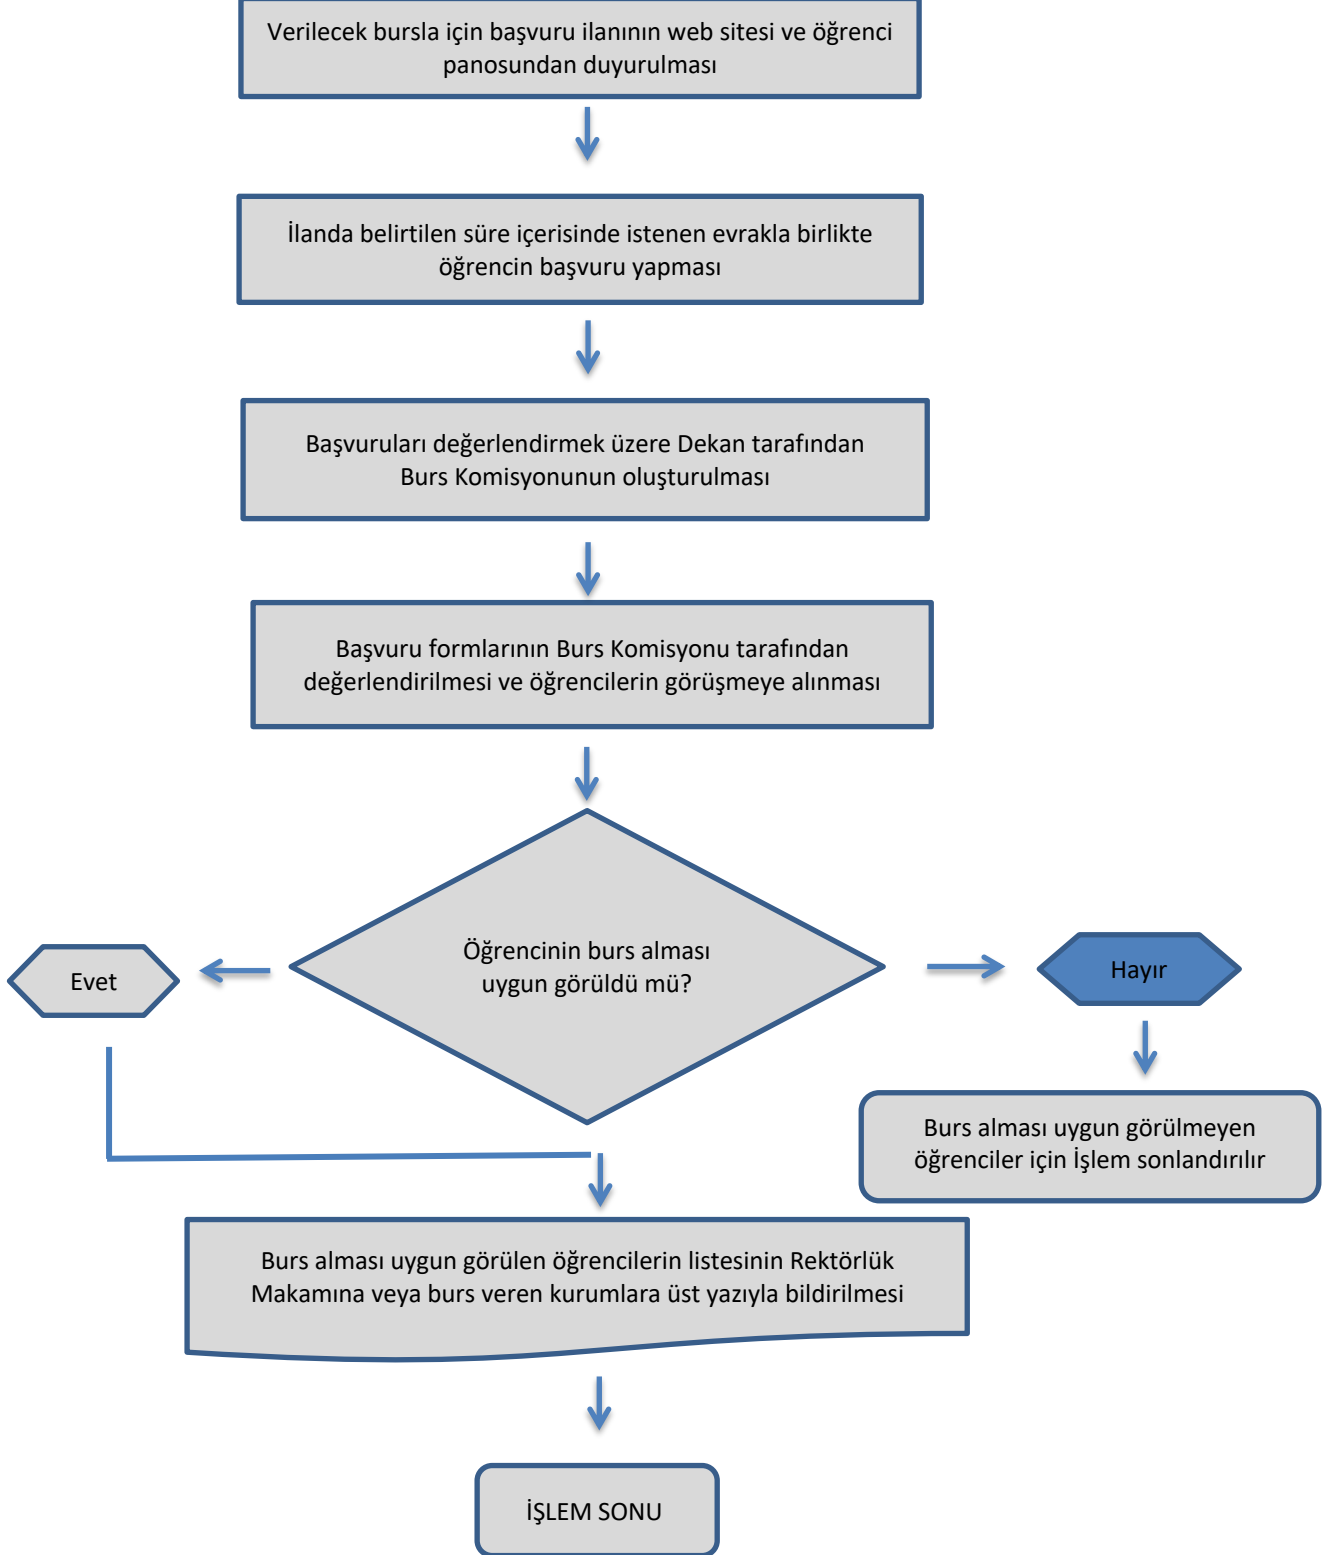 Verilecek bursla için başvuru ilanının web sitesi ve öğrenci
panosundan duyurulması
İlanda belirtilen süre içerisinde istenen evrakla birlikte
öğrencin başvuru yapması
Başvuruları değerlendirmek üzere Dekan tarafından
Burs Komisyonunun oluşturulması
Başvuru formlarının Burs Komisyonu tarafından
değerlendirilmesi ve öğrencilerin görüşmeye alınması
Öğrencinin burs alması
uygun görüldü mü?
Evet
Hayır
Burs alması uygun görülmeyen
öğrenciler için İşlem sonlandırılır
Burs alması uygun görülen öğrencilerin listesinin Rektörlük
Makamına veya burs veren kurumlara üst yazıyla bildirilmesi
İŞLEM SONU